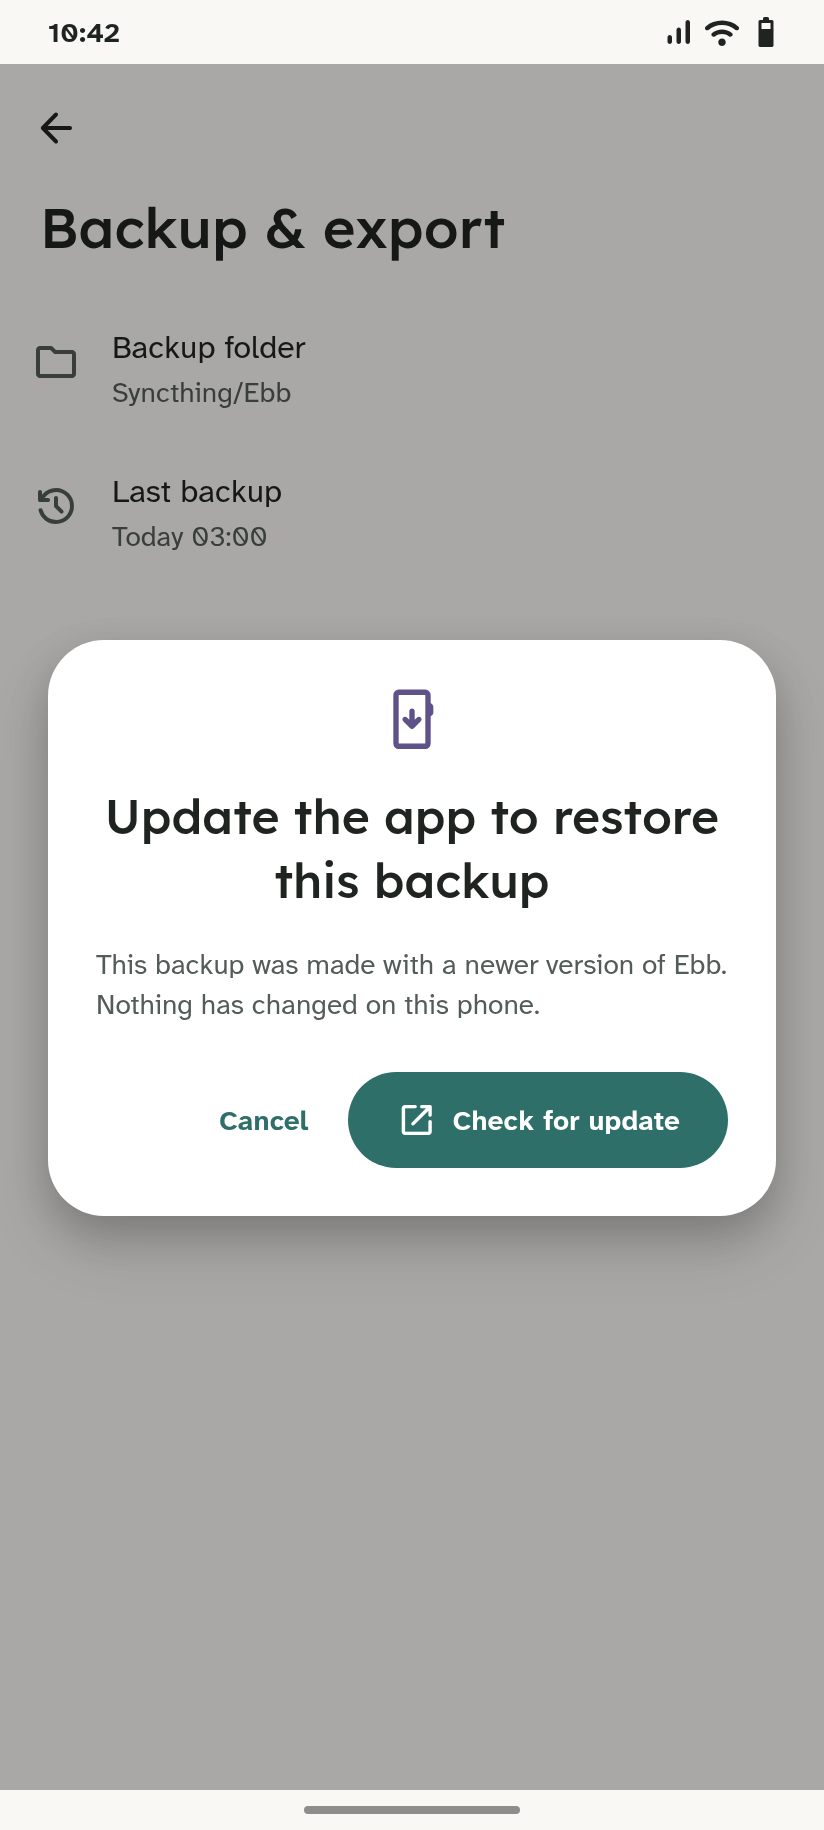 10:42
Backup & export
Backup folder
Syncthing/Ebb
Last backup
Today 03:00
Update the app to restore
this backup
This backup was made with a newer version of Ebb.
Nothing has changed on this phone.
Cancel
Check for update